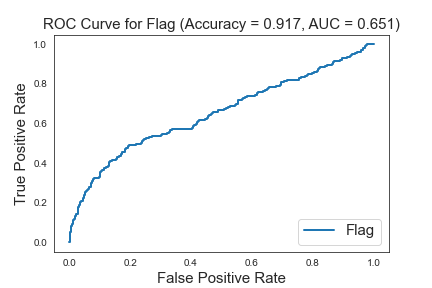 ROC Curve for Flag (Accuracy = 0.917, AUC = 0.651)
True Positive Rate
1.0
0.8
0.6
0.4
0.2
0.0
Flag
0.0 0.2 0.4 0.6 0.8 1.0
False Positive Rate